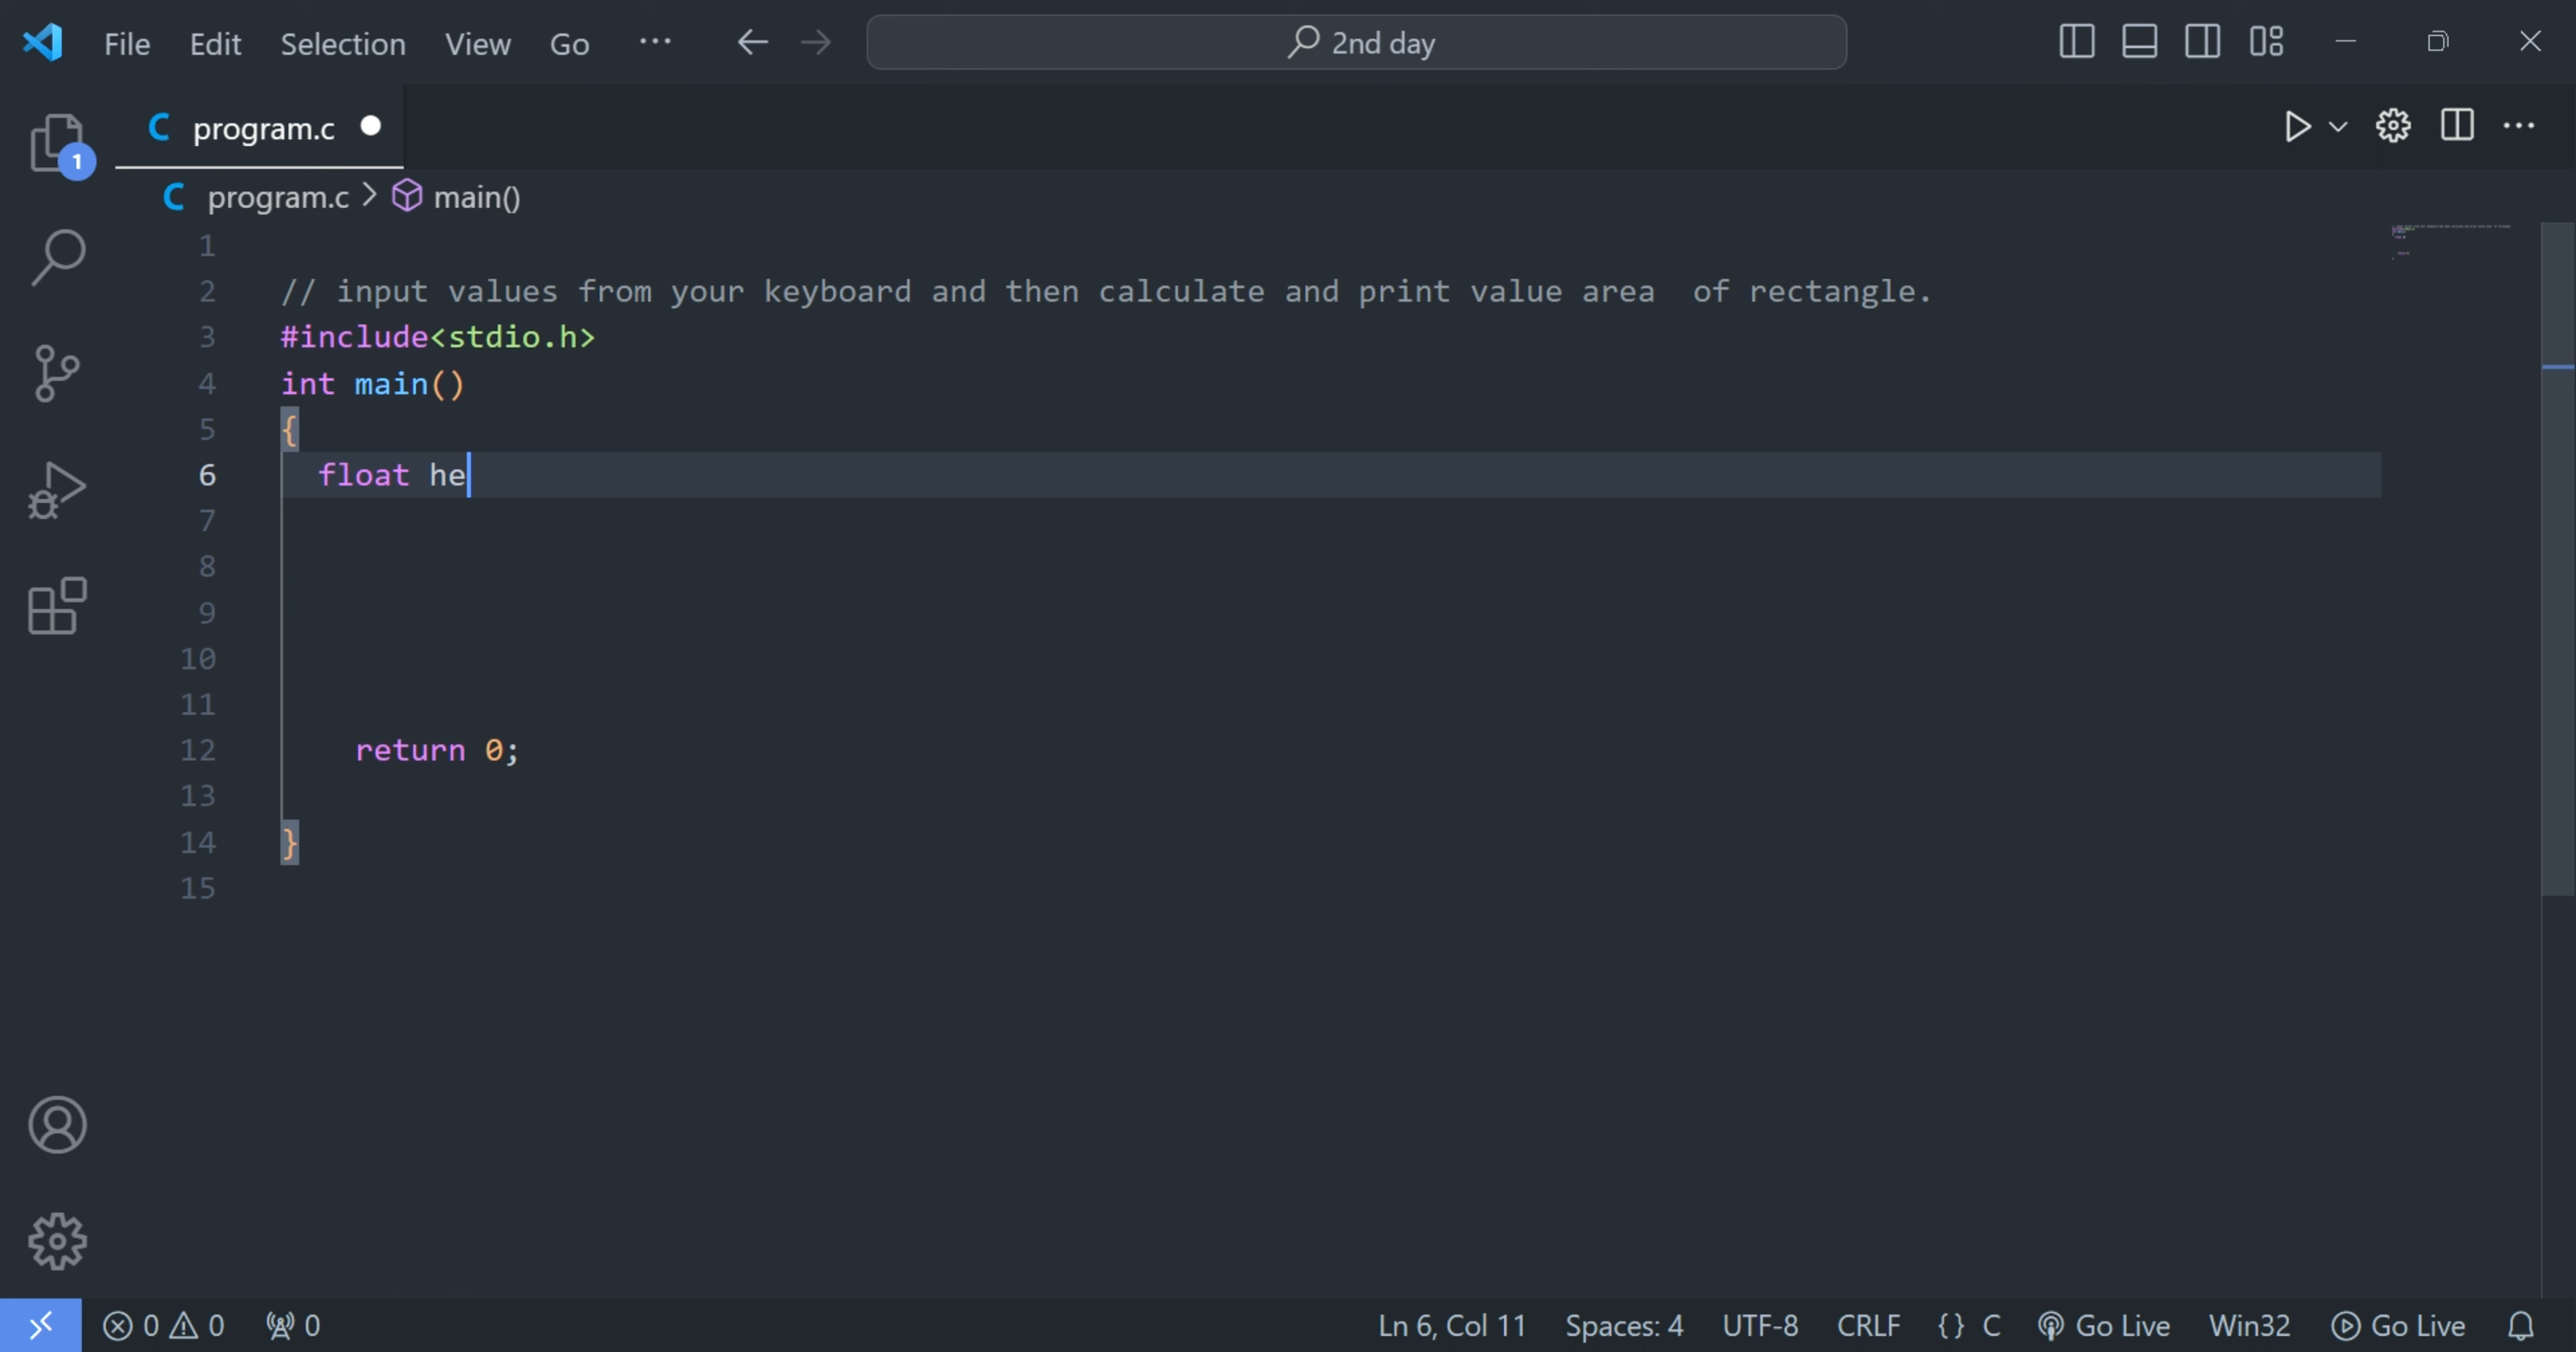 File Edit Selection View Go ··· 2nd day
program.c
1
program.c > main()
1
2 // input values from your keyboard and then calculate and print value area  of rectangle.
3 #include<stdio.h>
4 int main()
5 {
6 float he
7
8
9
10
11
12 return 0;
13
14 }
15
0 0 0 Ln 6, Col 11 Spaces: 4 UTF-8 CRLF {} C Go Live Win32 Go Live